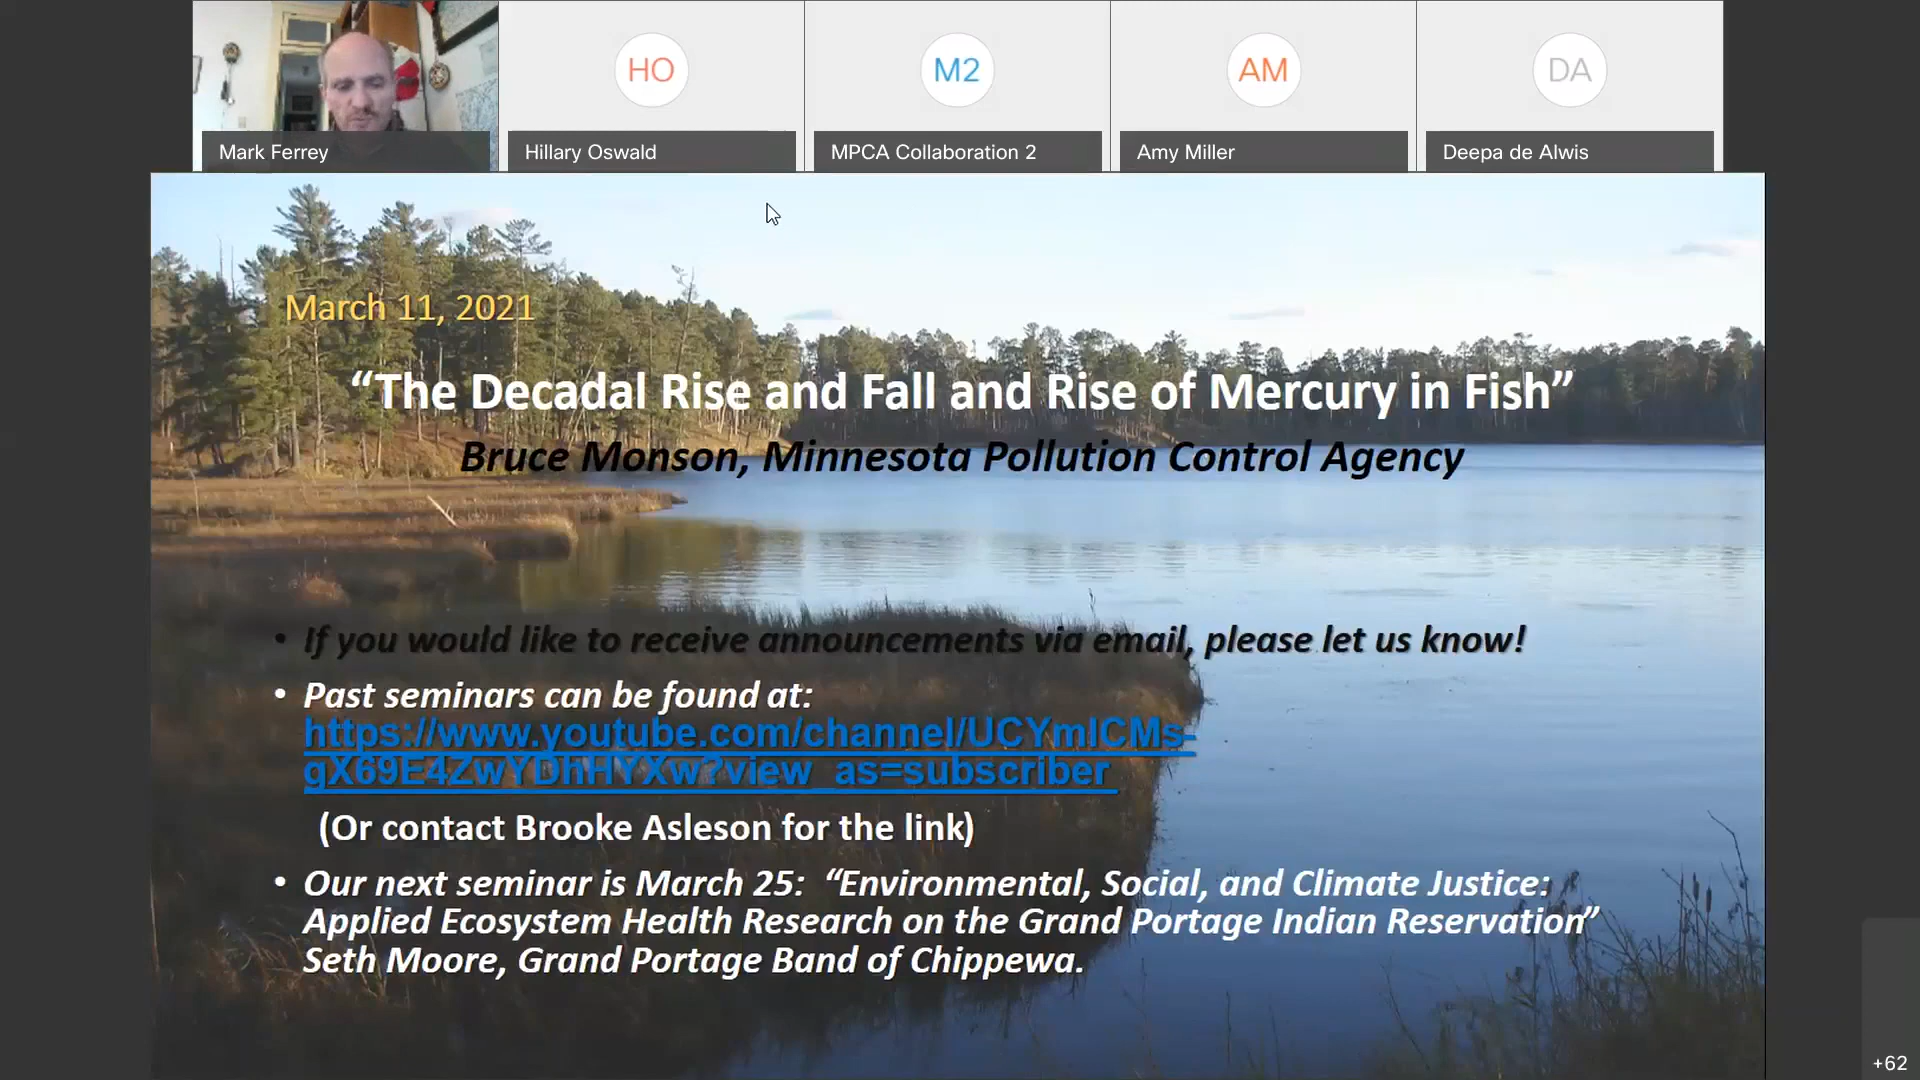 HO
M2
AM
DA
Mark Ferrey
Hillary Oswald
MPCA Collaboration 2
Amy Miller
Deepa de Alwis
March 11, 2021
“The Decadal Rise and Fall and Rise of Mercury in Fish”
Bruce Monson, Minnesota Pollution Control Agency
• If you would like to receive announcements via email, please let us know!
• Past seminars can be found at:
https://www.youtube.com/channel/UCYmlCMs-
gX69E4ZwYDhHYXw?view_as=subscriber
(Or contact Brooke Asleson for the link)
• Our next seminar is March 25: “Environmental, Social, and Climate Justice:
Applied Ecosystem Health Research on the Grand Portage Indian Reservation”
Seth Moore, Grand Portage Band of Chippewa.
+62